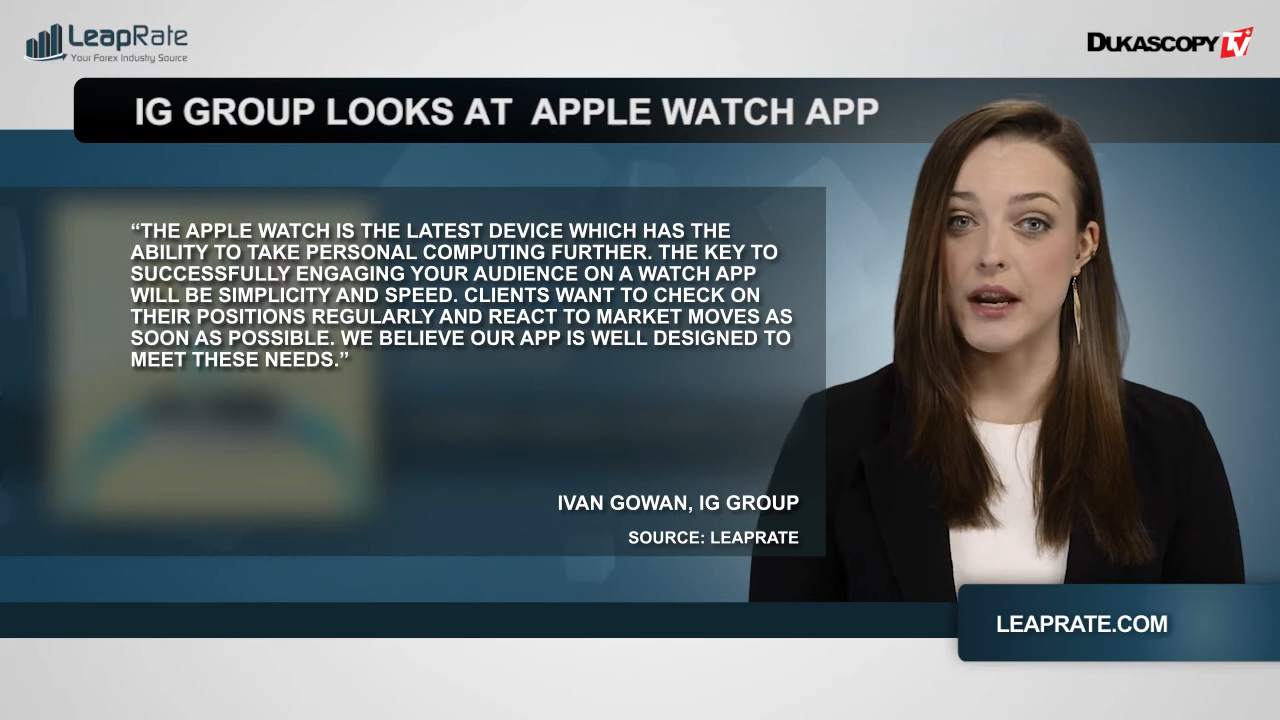 LeapRate
Your Forex Industry Source
DUKASCOPY TV
IG GROUP LOOKS AT APPLE WATCH APP
“THE APPLE WATCH IS THE LATEST DEVICE WHICH HAS THE
ABILITY TO TAKE PERSONAL COMPUTING FURTHER. THE KEY TO
SUCCESSFULLY ENGAGING YOUR AUDIENCE ON A WATCH APP
WILL BE SIMPLICITY AND SPEED. CLIENTS WANT TO CHECK ON
THEIR POSITIONS REGULARLY AND REACT TO MARKET MOVES AS
SOON AS POSSIBLE. WE BELIEVE OUR APP IS WELL DESIGNED TO
MEET THESE NEEDS.”
IVAN GOWAN, IG GROUP
SOURCE: LEAPRATE
LEAPRATE.COM